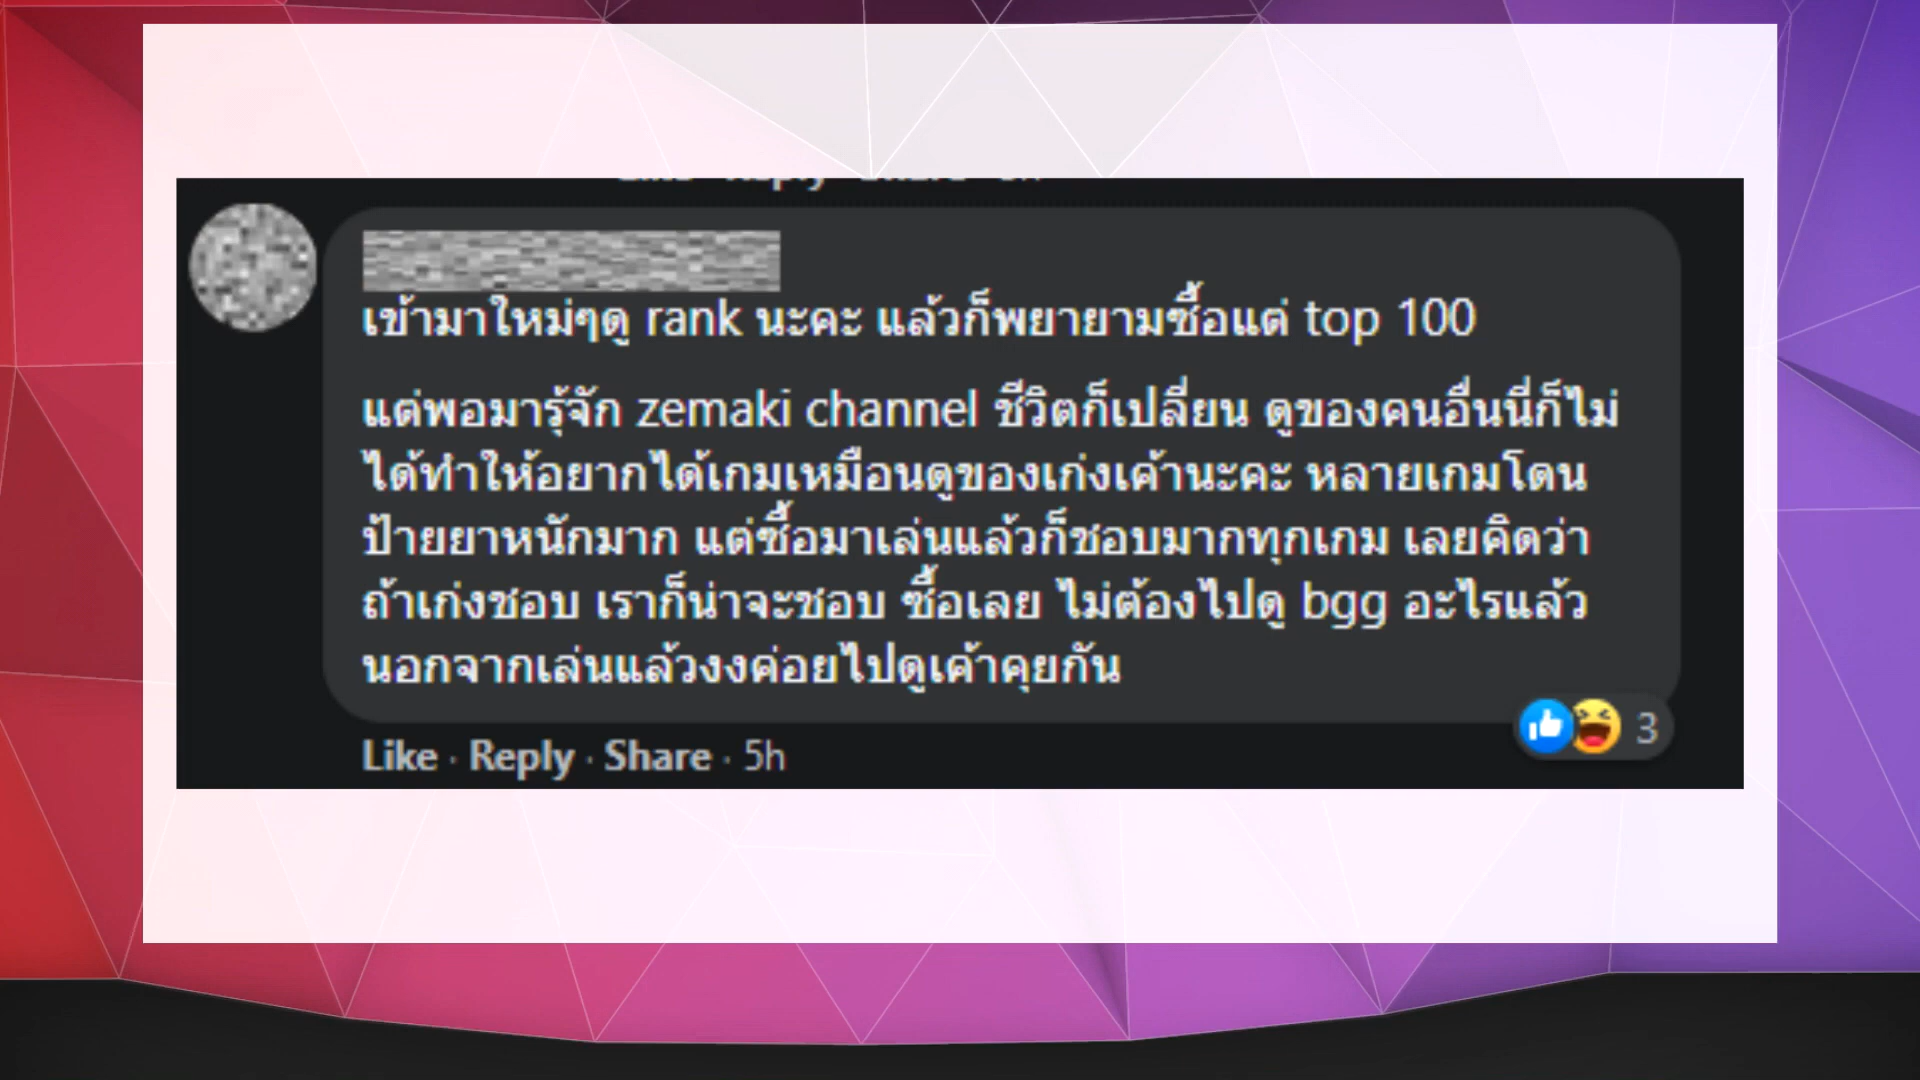 เข้ามาใหม่ๆดู rank นะคะ แล้วก็พยายามซื้อแต่ top 100
แต่พอมารู้จัก zemaki channel ชีวิตก็เปลี่ยน ดูของคนอื่นนี่ก็ไม่
ได้ทำให้อยากได้เกมเหมือนดูของเก่งเค้านะคะ หลายเกมโดน
ป้ายยาหนักมาก แต่ซื้อมาเล่นแล้วก็ชอบมากทุกเกม เลยคิดว่า
ถ้าเก่งชอบ เราก็น่าจะชอบ ซื้อเลย ไม่ต้องไปดู bgg อะไรแล้ว
นอกจากเล่นแล้วงงค่อยไปดูเค้าคุยกัน
3
Like · Reply · Share · 5h